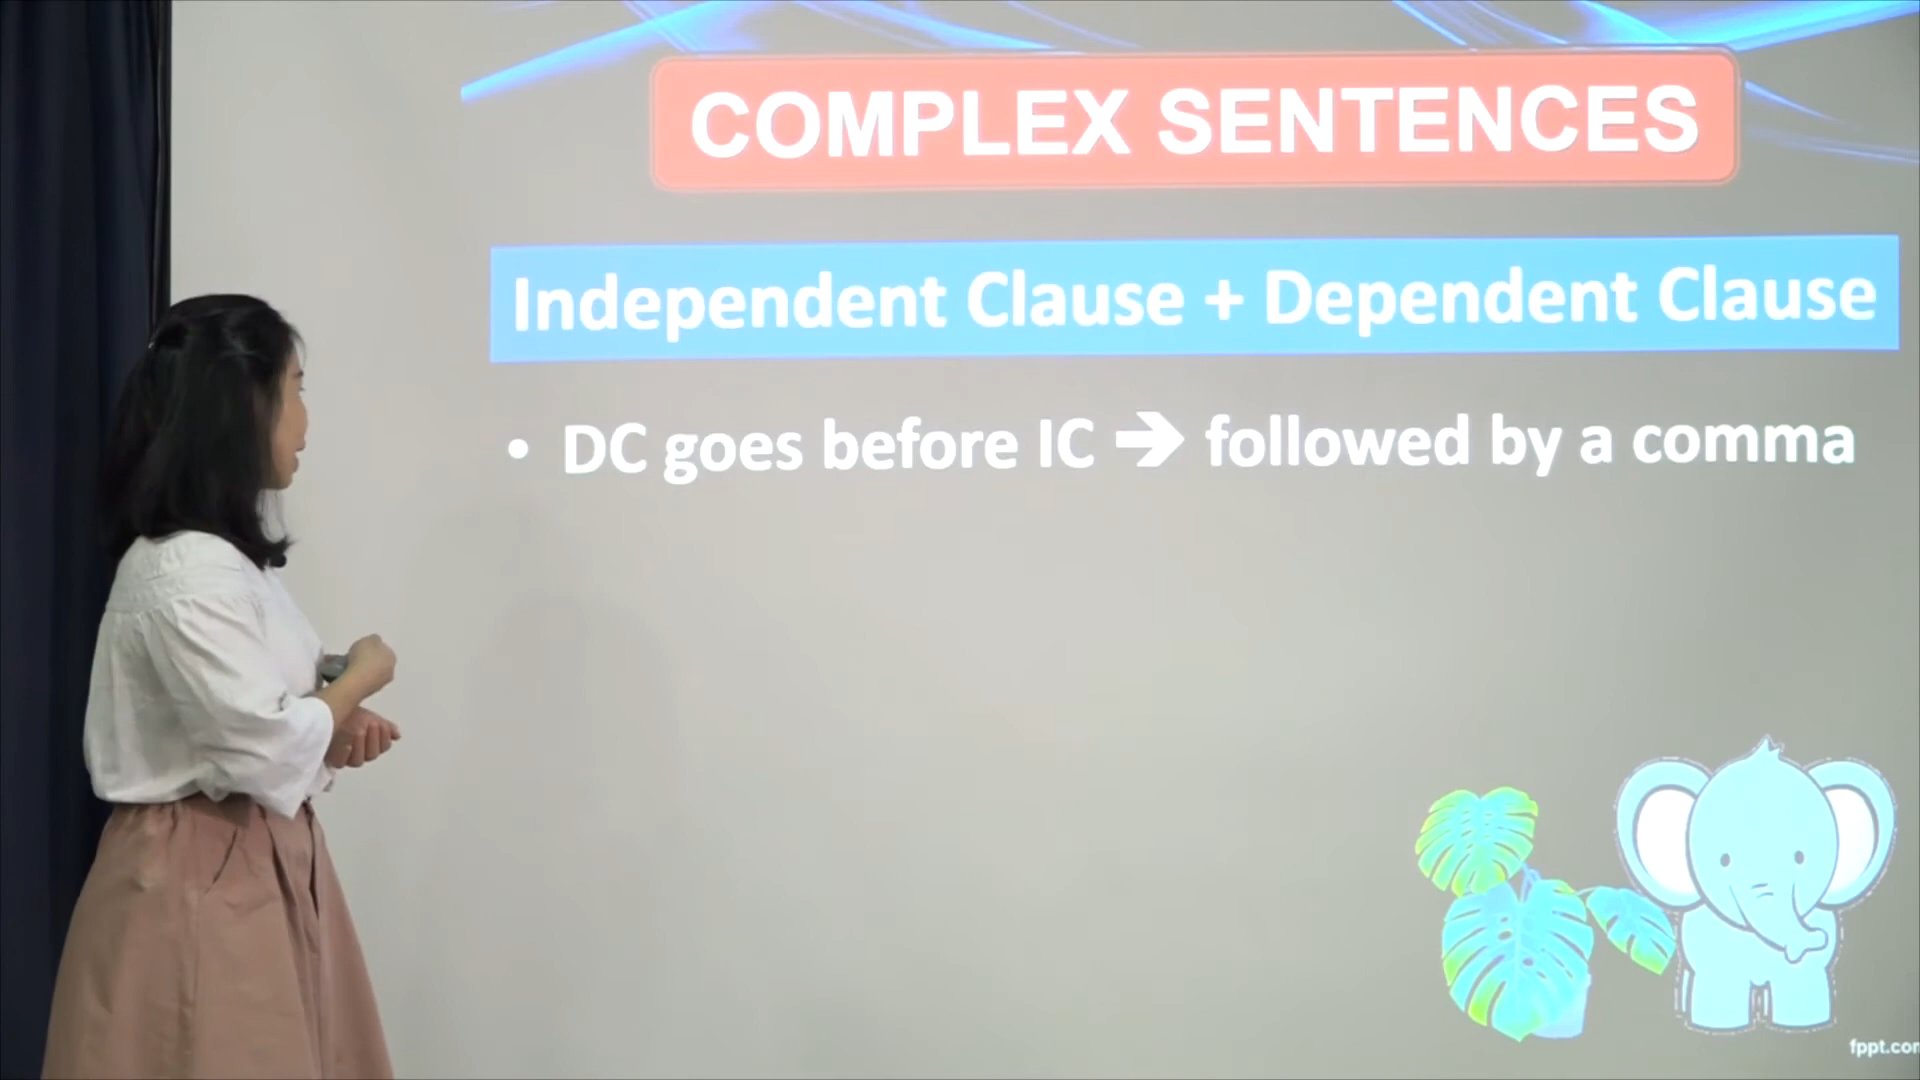 COMPLEX SENTENCES
Independent Clause + Dependent Clause
• DC goes before IC ➔ followed by a comma
fppt.com